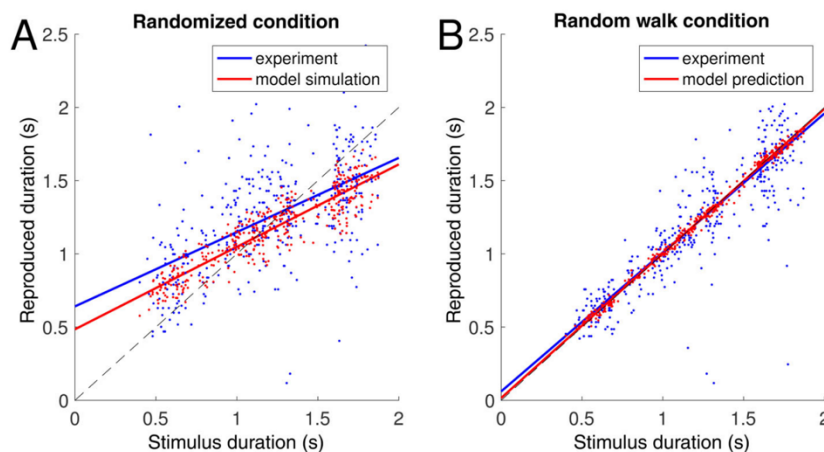 A
Randomized condition
experiment
model simulation
2.5
2
1.5
1
0.5
0
Reproduced duration (s)
0
0.5
1
1.5
2
Stimulus duration (s)
B
Random walk condition
experiment
model prediction
2.5
2
1.5
1
0.5
0
Reproduced duration (s)
0
0.5
1
1.5
2
Stimulus duration (s)